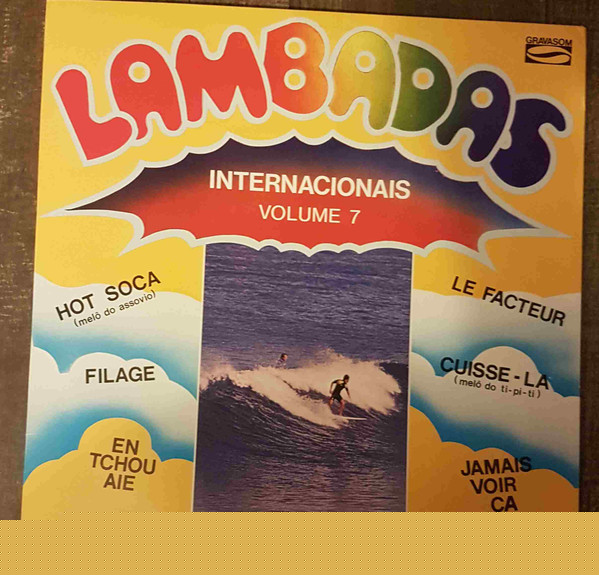 GRAVASOM
LAMBADAS
INTERNACIONAIS
VOLUME 7
HOT SOCA
(melô do assovio)
FILAGE
EN
TCHOU
AIE
LE FACTEUR
CUISSE-LA
(melô do ti-pi-ti)
JAMAIS
VOIR
CA